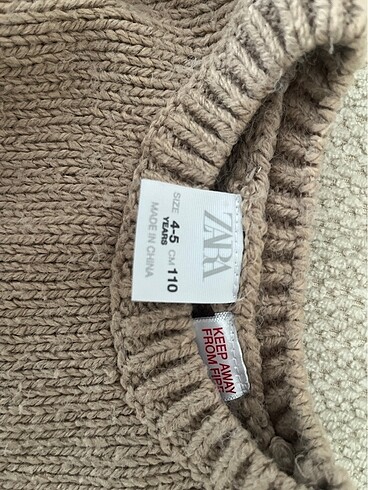 ZARA
SIZE 4-5 CM 110
YEARS
MADE IN CHINA
KEEP AWAY
FROM FIRE